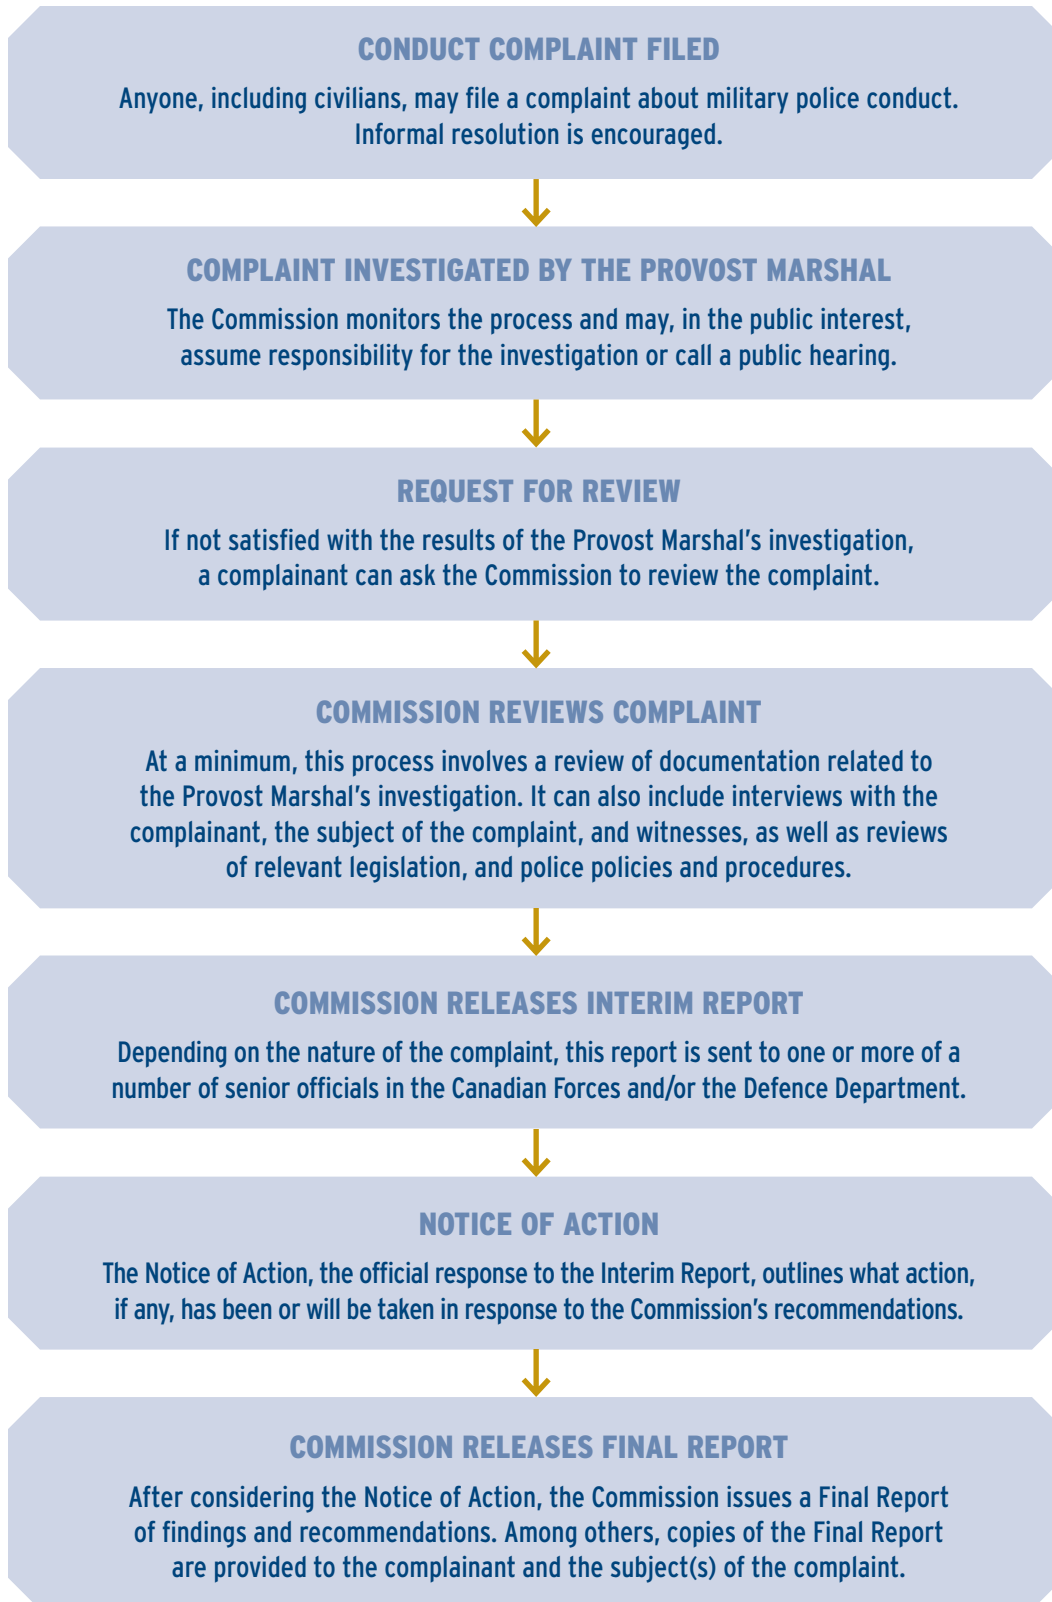 CONDUCT COMPLAINT FILED
Anyone, including civilians, may file a complaint about military police conduct.
Informal resolution is encouraged.
COMPLAINT INVESTIGATED BY THE PROVOST MARSHAL
The Commission monitors the process and may, in the public interest,
assume responsibility for the investigation or call a public hearing.
REQUEST FOR REVIEW
If not satisfied with the results of the Provost Marshal's investigation,
a complainant can ask the Commission to review the complaint.
COMMISSION REVIEWS COMPLAINT
At a minimum, this process involves a review of documentation related to
the Provost Marshal's investigation. It can also include interviews with the
complainant, the subject of the complaint, and witnesses, as well as reviews
of relevant legislation, and police policies and procedures.
COMMISSION RELEASES INTERIM REPORT
Depending on the nature of the complaint, this report is sent to one or more of a
number of senior officials in the Canadian Forces and/or the Defence Department.
NOTICE OF ACTION
The Notice of Action, the official response to the Interim Report, outlines what action,
if any, has been or will be taken in response to the Commission's recommendations.
COMMISSION RELEASES FINAL REPORT
After considering the Notice of Action, the Commission issues a Final Report
of findings and recommendations. Among others, copies of the Final Report
are provided to the complainant and the subject(s) of the complaint.